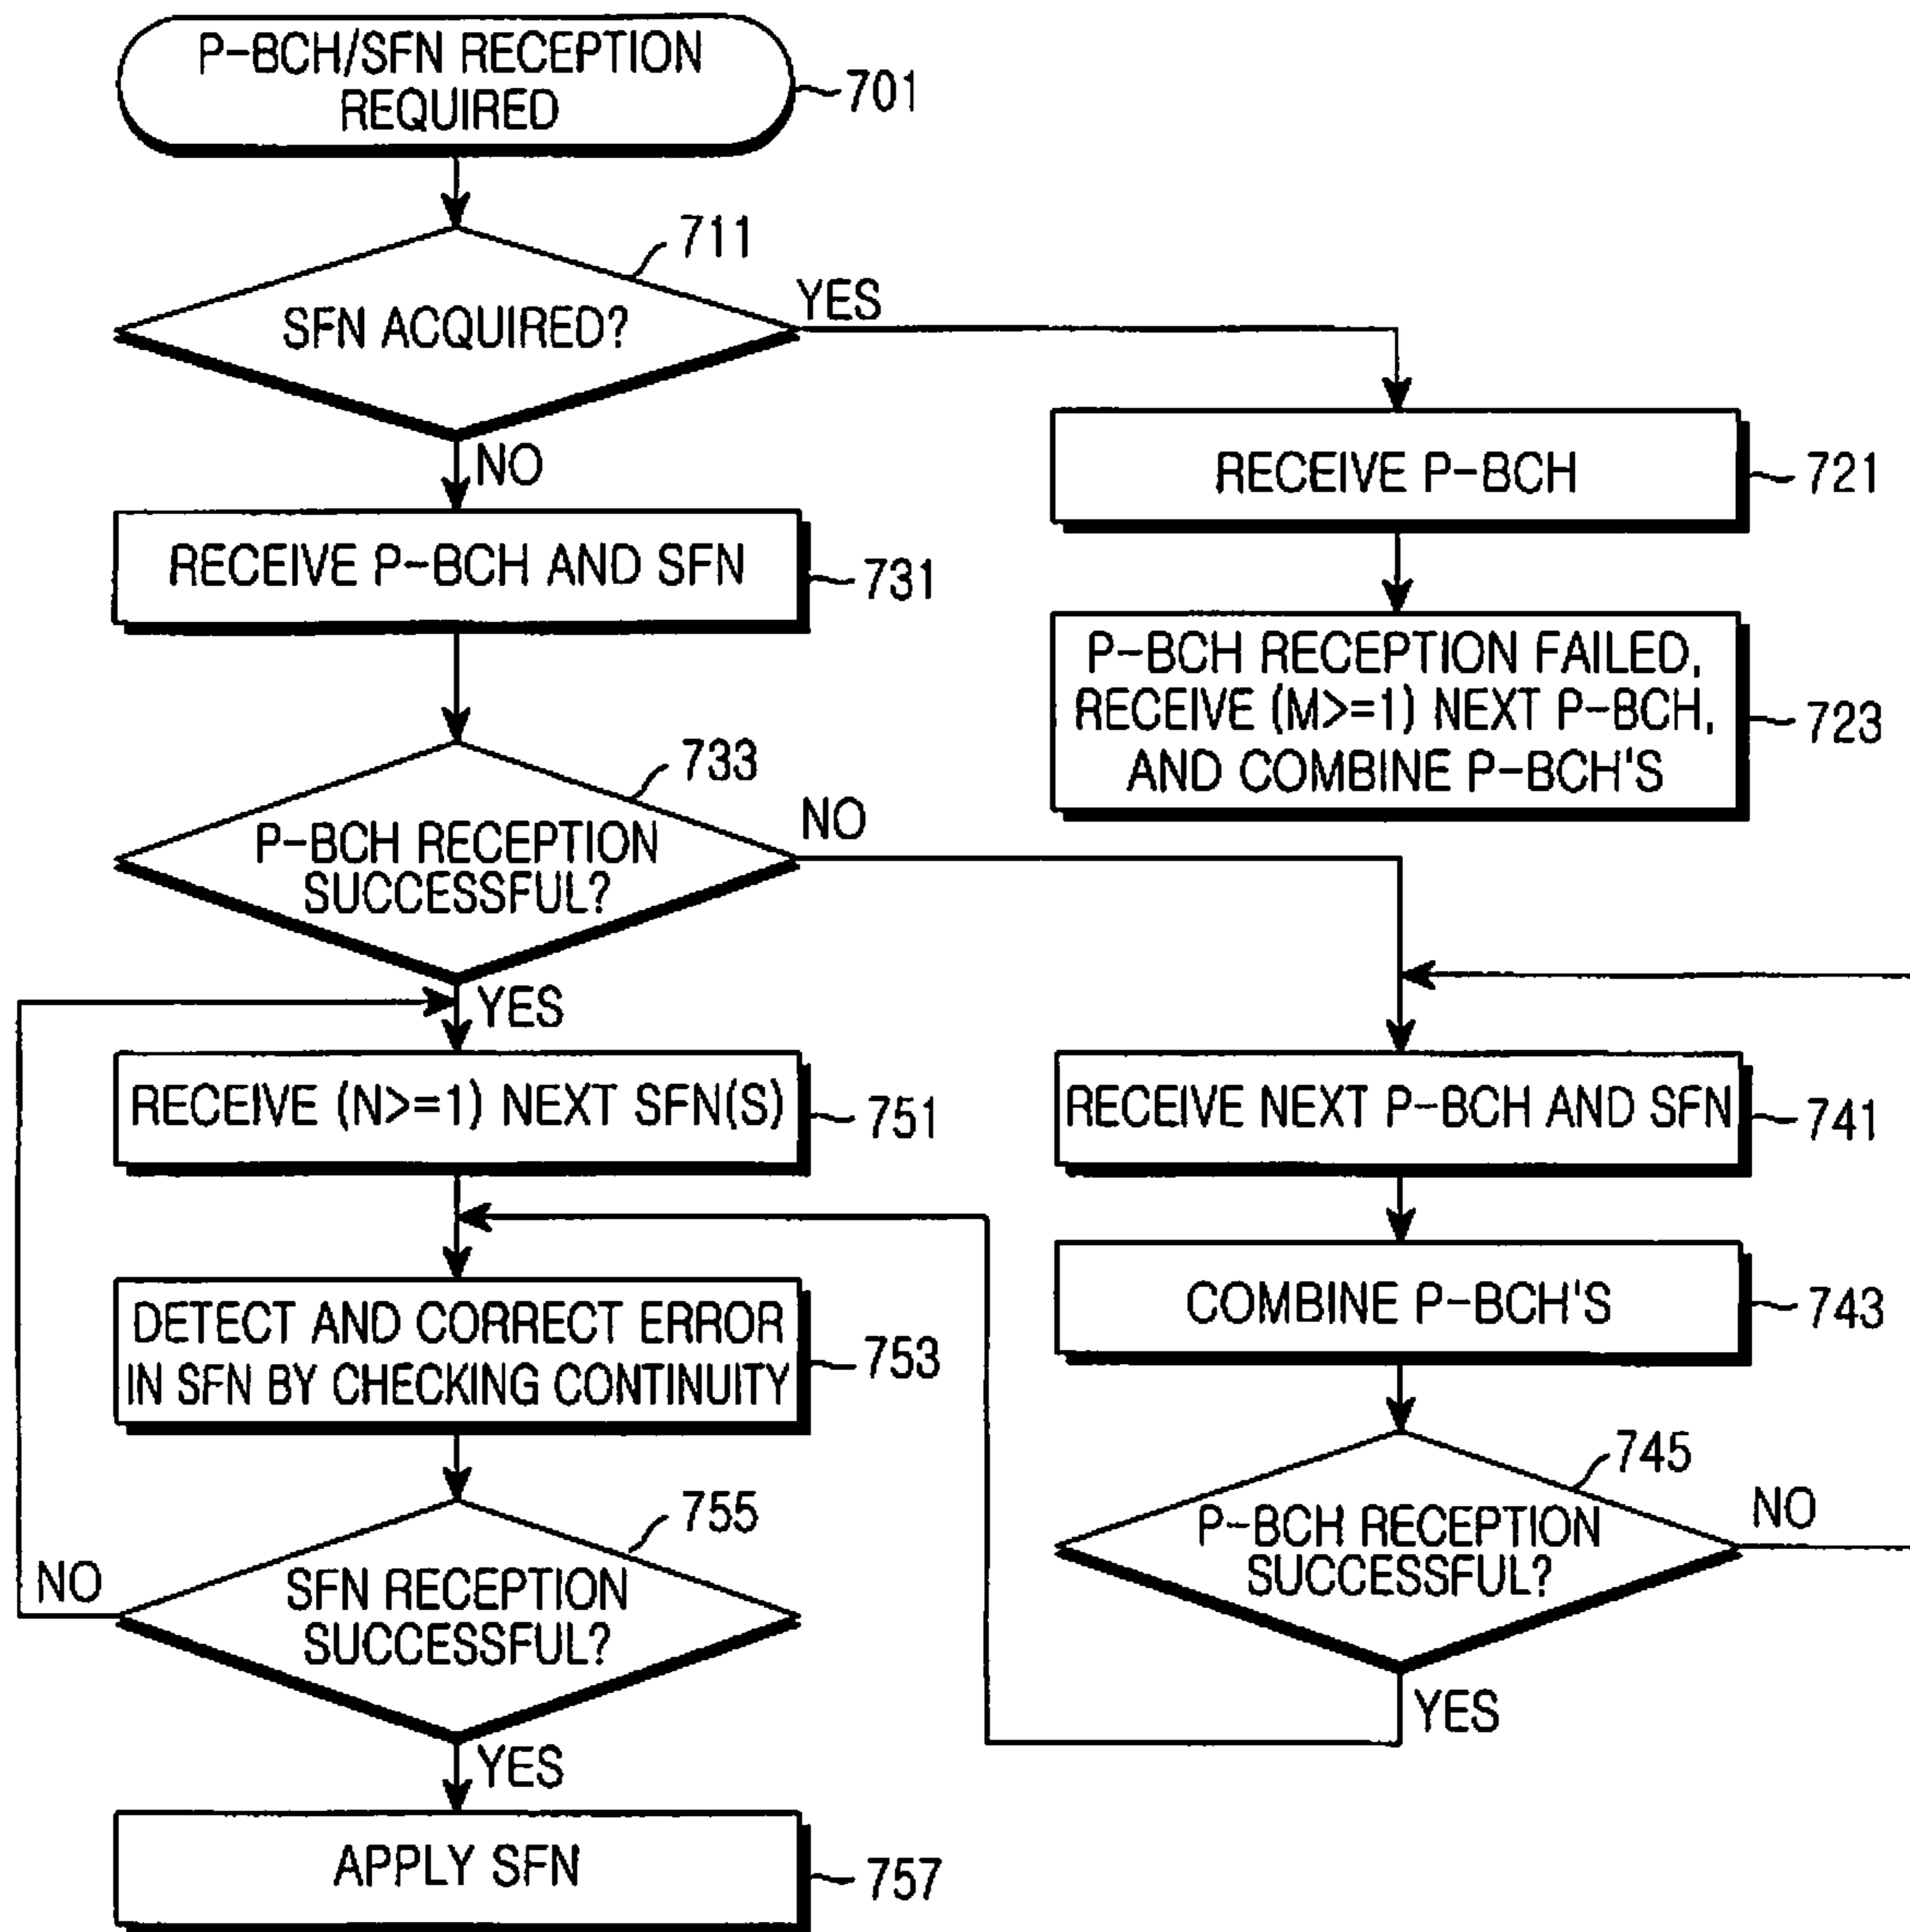 P-BCH/SFN RECEPTION
REQUIRED
701
711
SFN ACQUIRED?
YES
NO
RECEIVE P-BCH
721
RECEIVE P-BCH AND SFN
731
P-BCH RECEPTION FAILED,
RECEIVE (M>=1) NEXT P-BCH,
AND COMBINE P-BCH'S
723
733
P-BCH RECEPTION
SUCCESSFUL?
NO
YES
RECEIVE (N>=1) NEXT SFN(S)
751
RECEIVE NEXT P-BCH AND SFN
741
DETECT AND CORRECT ERROR
IN SFN BY CHECKING CONTINUITY
753
COMBINE P-BCH'S
743
745
P-BCH RECEPTION
SUCCESSFUL?
NO
YES
755
SFN RECEPTION
SUCCESSFUL?
NO
YES
APPLY SFN
757